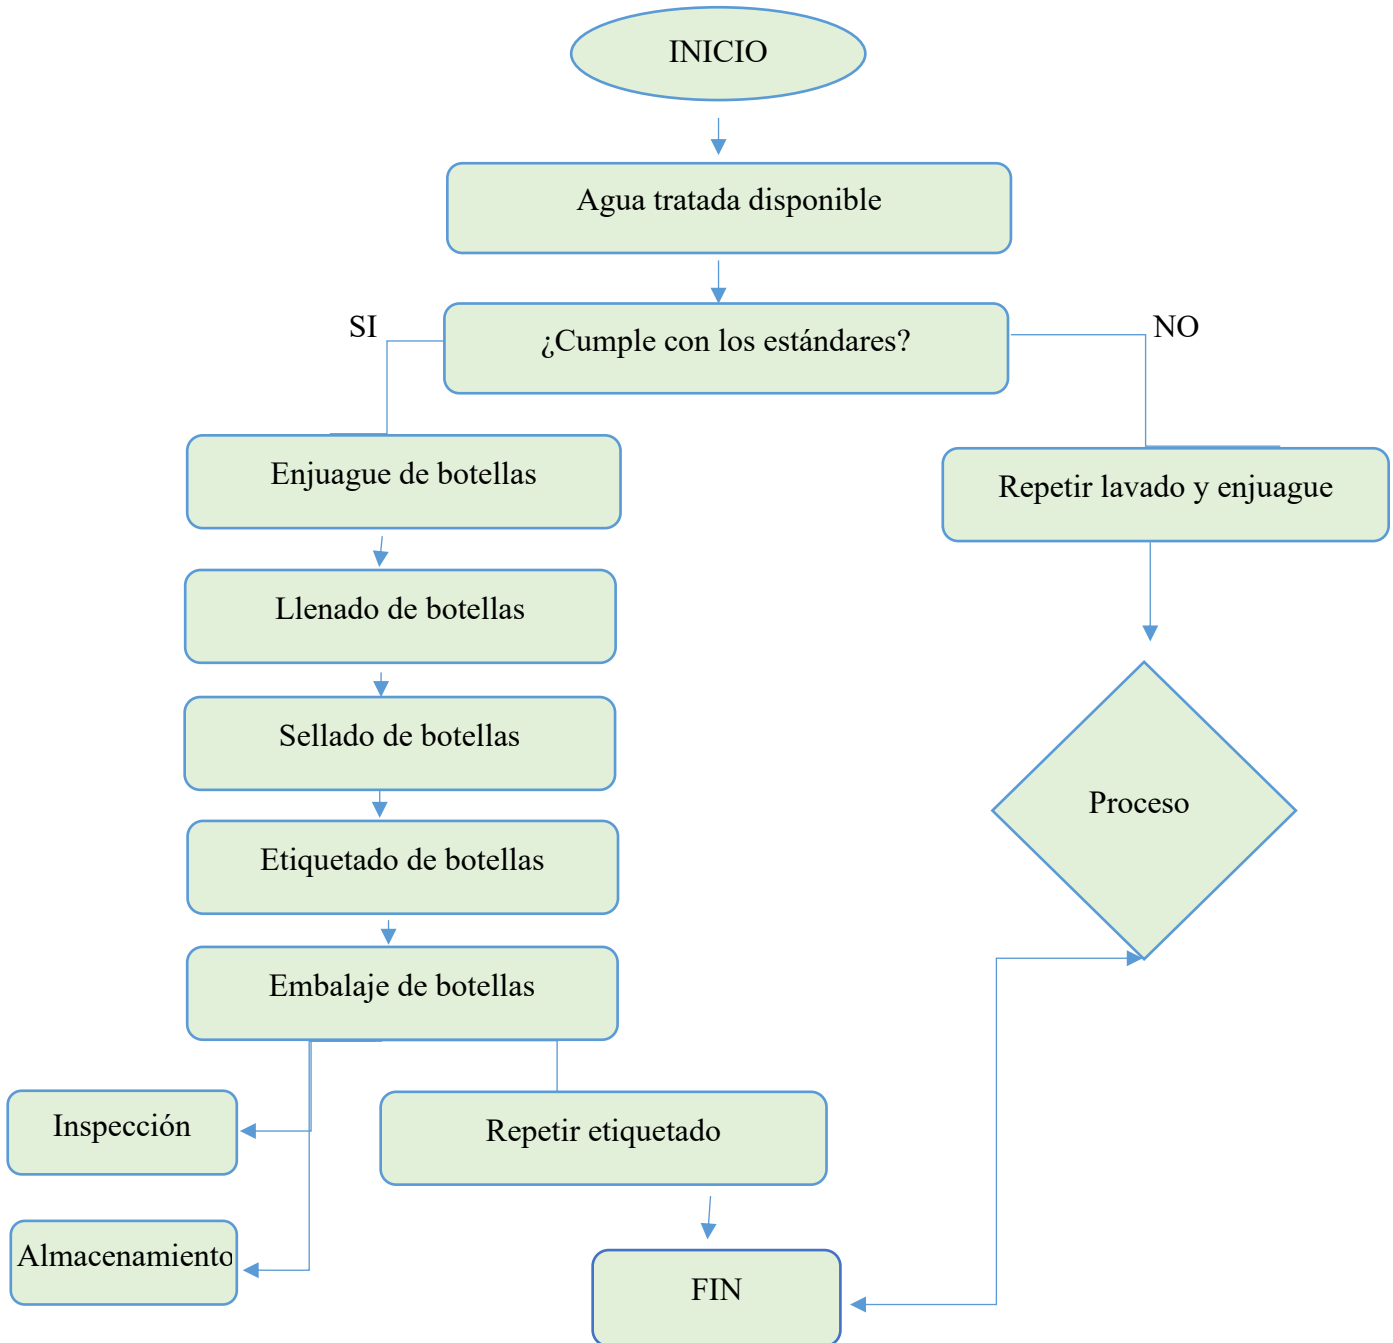 INICIO
Agua tratada disponible
SI
¿Cumple con los estándares?
NO
Enjuague de botellas
Repetir lavado y enjuague
Llenado de botellas
Sellado de botellas
Proceso
Etiquetado de botellas
Embalaje de botellas
Inspección
Repetir etiquetado
Almacenamiento
FIN